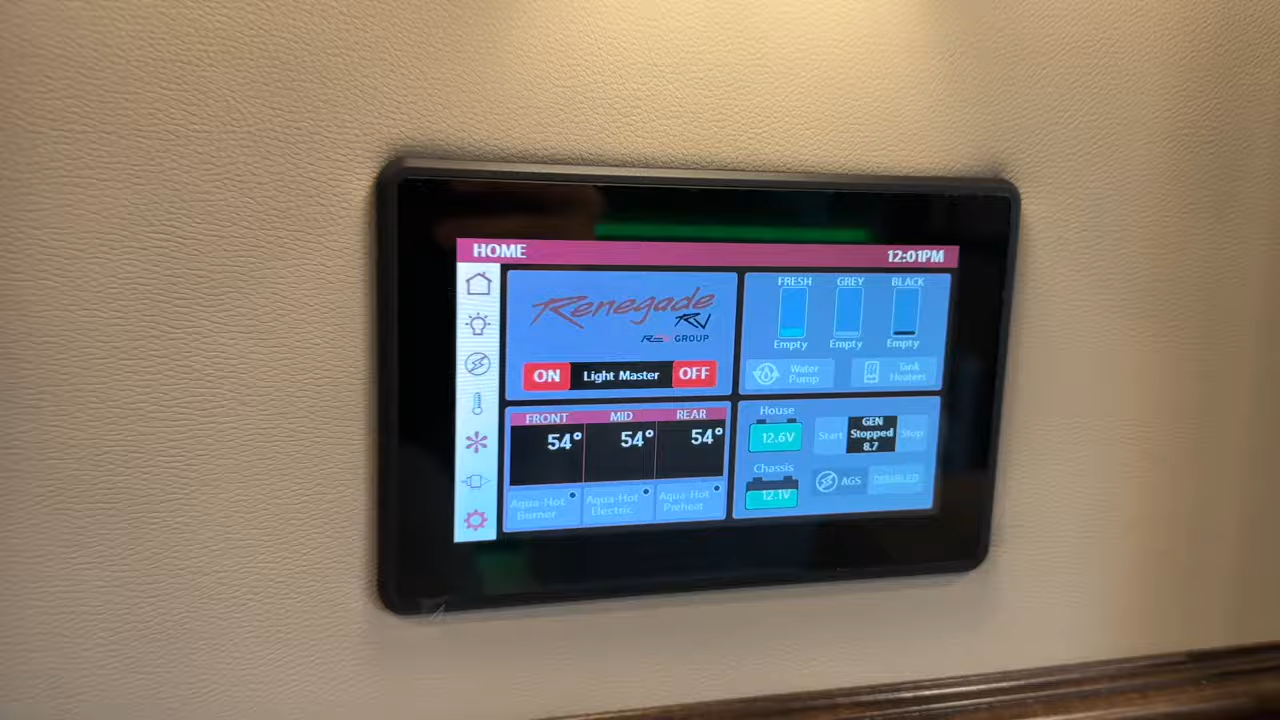 HOME
12:01PM
Renegade
RV
REV GROUP
ON
Light Master
OFF
FRESH
GREY
BLACK
Empty
Empty
Empty
Water
Pump
Tank
Heaters
FRONT
MID
REAR
54°
54°
54°
Aqua-Hot
Burner
Aqua-Hot
Electric
Aqua-Hot
Preheat
House
12.6V
Chassis
12.1V
Start
GEN
Stopped
8.7
Stop
AGS
DISABLED